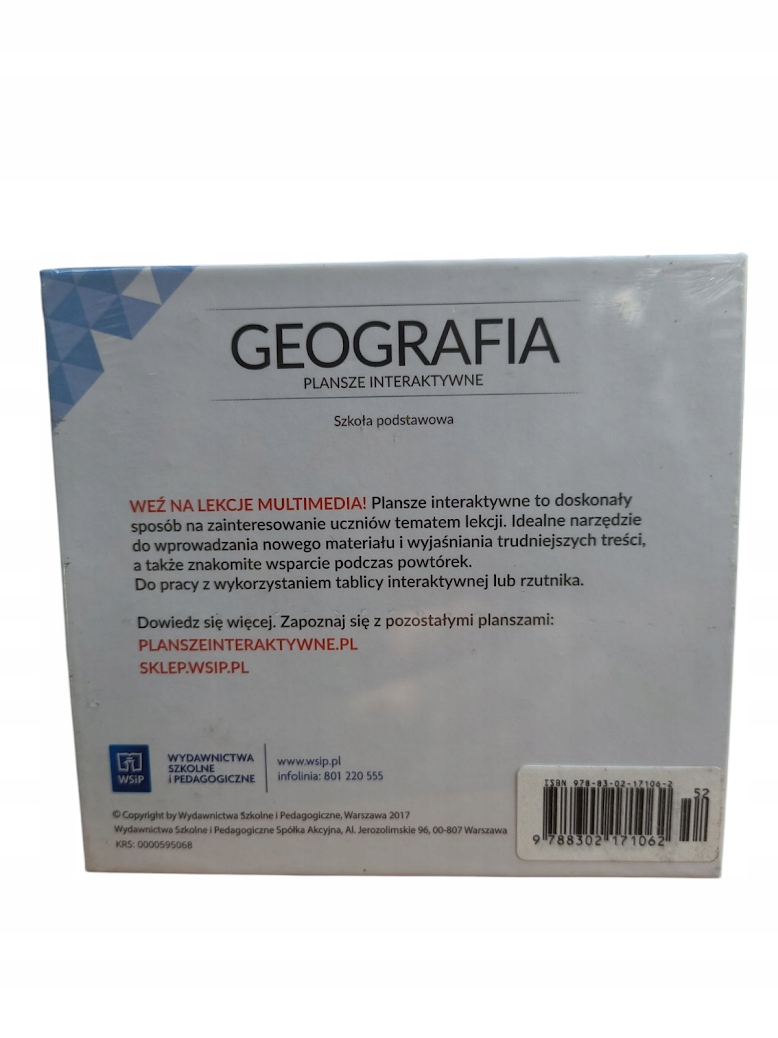 GEOGRAFIA
PLANSZE INTERAKTYWNE
Szkoła podstawowa
WEŹ NA LEKCJE MULTIMEDIA! Plansze interaktywne to doskonały
sposób na zainteresowanie uczniów tematem lekcji. Idealne narzędzie
do wprowadzania nowego materiału i wyjaśniania trudniejszych treści,
a także znakomite wsparcie podczas powtórek.
Do pracy z wykorzystaniem tablicy interaktywnej lub rzutnika.
Dowiedz się więcej. Zapoznaj się z pozostałymi planszami:
PLANSZEINTERAKTYWNE.PL
SKLEP.WSIP.PL
WSiP
WYDAWNICTWA
SZKOLNE
i PEDAGOGICZNE
www.wsip.pl
infolinia: 801 220 555
© Copyright by Wydawnictwa Szkolne i Pedagogiczne, Warszawa 2017
Wydawnictwa Szkolne i Pedagogiczne Spółka Akcyjna, Al. Jerozolimskie 96, 00-807 Warszawa
KRS: 0000595068
ISBN 978-83-02-17106-2
52
9 788302 171062